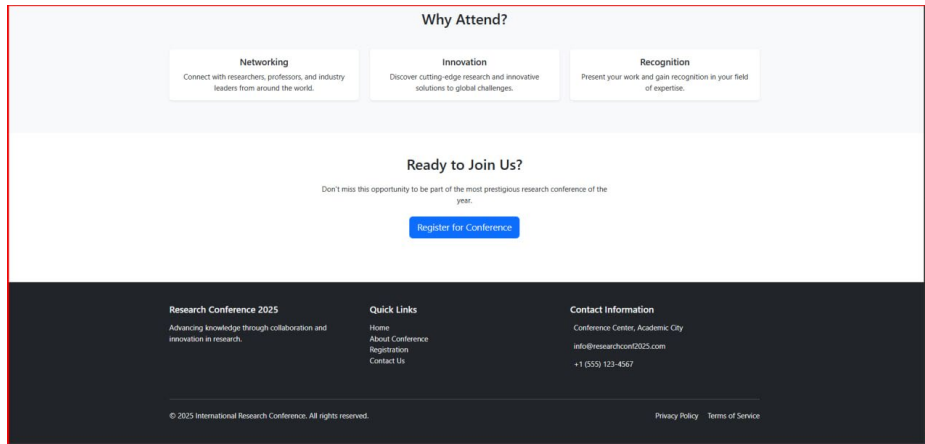 Why Attend?
Networking
Connect with researchers, professors, and industry
leaders from around the world.
Innovation
Discover cutting-edge research and innovative
solutions to global challenges.
Recognition
Present your work and gain recognition in your field
of expertise.
Ready to Join Us?
Don't miss this opportunity to be part of the most prestigious research conference of the
year.
Register for Conference
Research Conference 2025
Advancing knowledge through collaboration and
innovation in research.
Quick Links
Home
About Conference
Registration
Contact Us
Contact Information
Conference Center, Academic City
info@researchconf2025.com
+1 (555) 123-4567
© 2025 International Research Conference. All rights reserved.
Privacy Policy Terms of Service